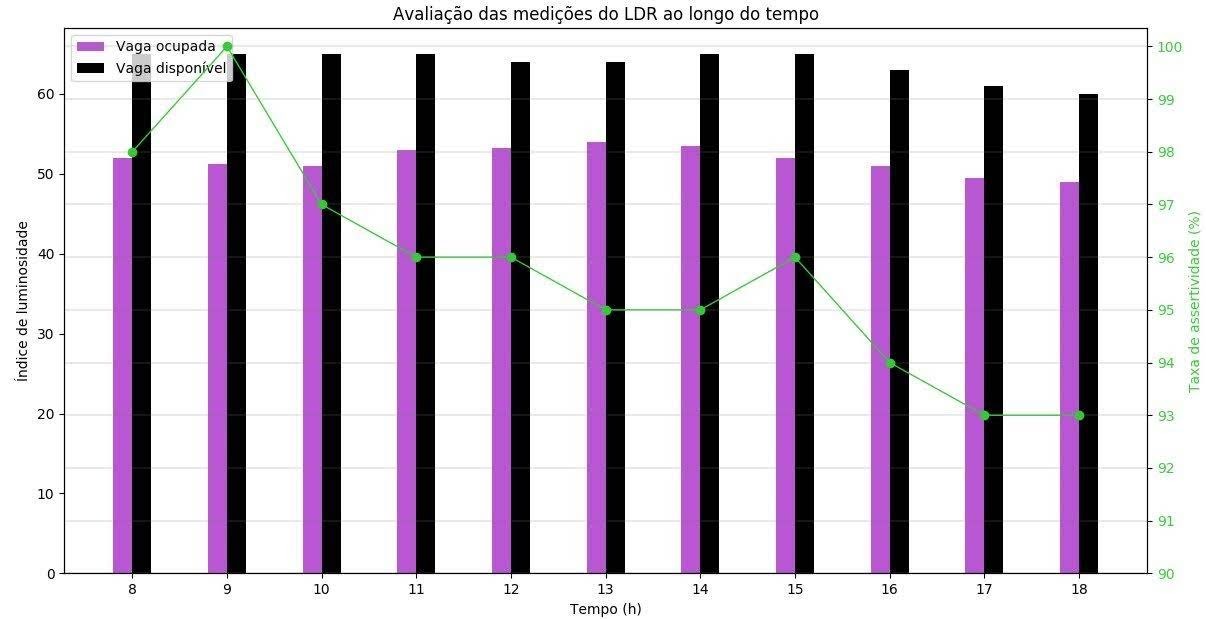 Avaliação das medições do LDR ao longo do tempo
Vaga ocupada
Vaga disponível
Índice de luminosidade
60
50
40
30
20
10
0
100
99
98
97
96
95
94
93
92
91
90
Taxa de assertividade (%)
8 9 10 11 12 13 14 15 16 17 18
Tempo (h)